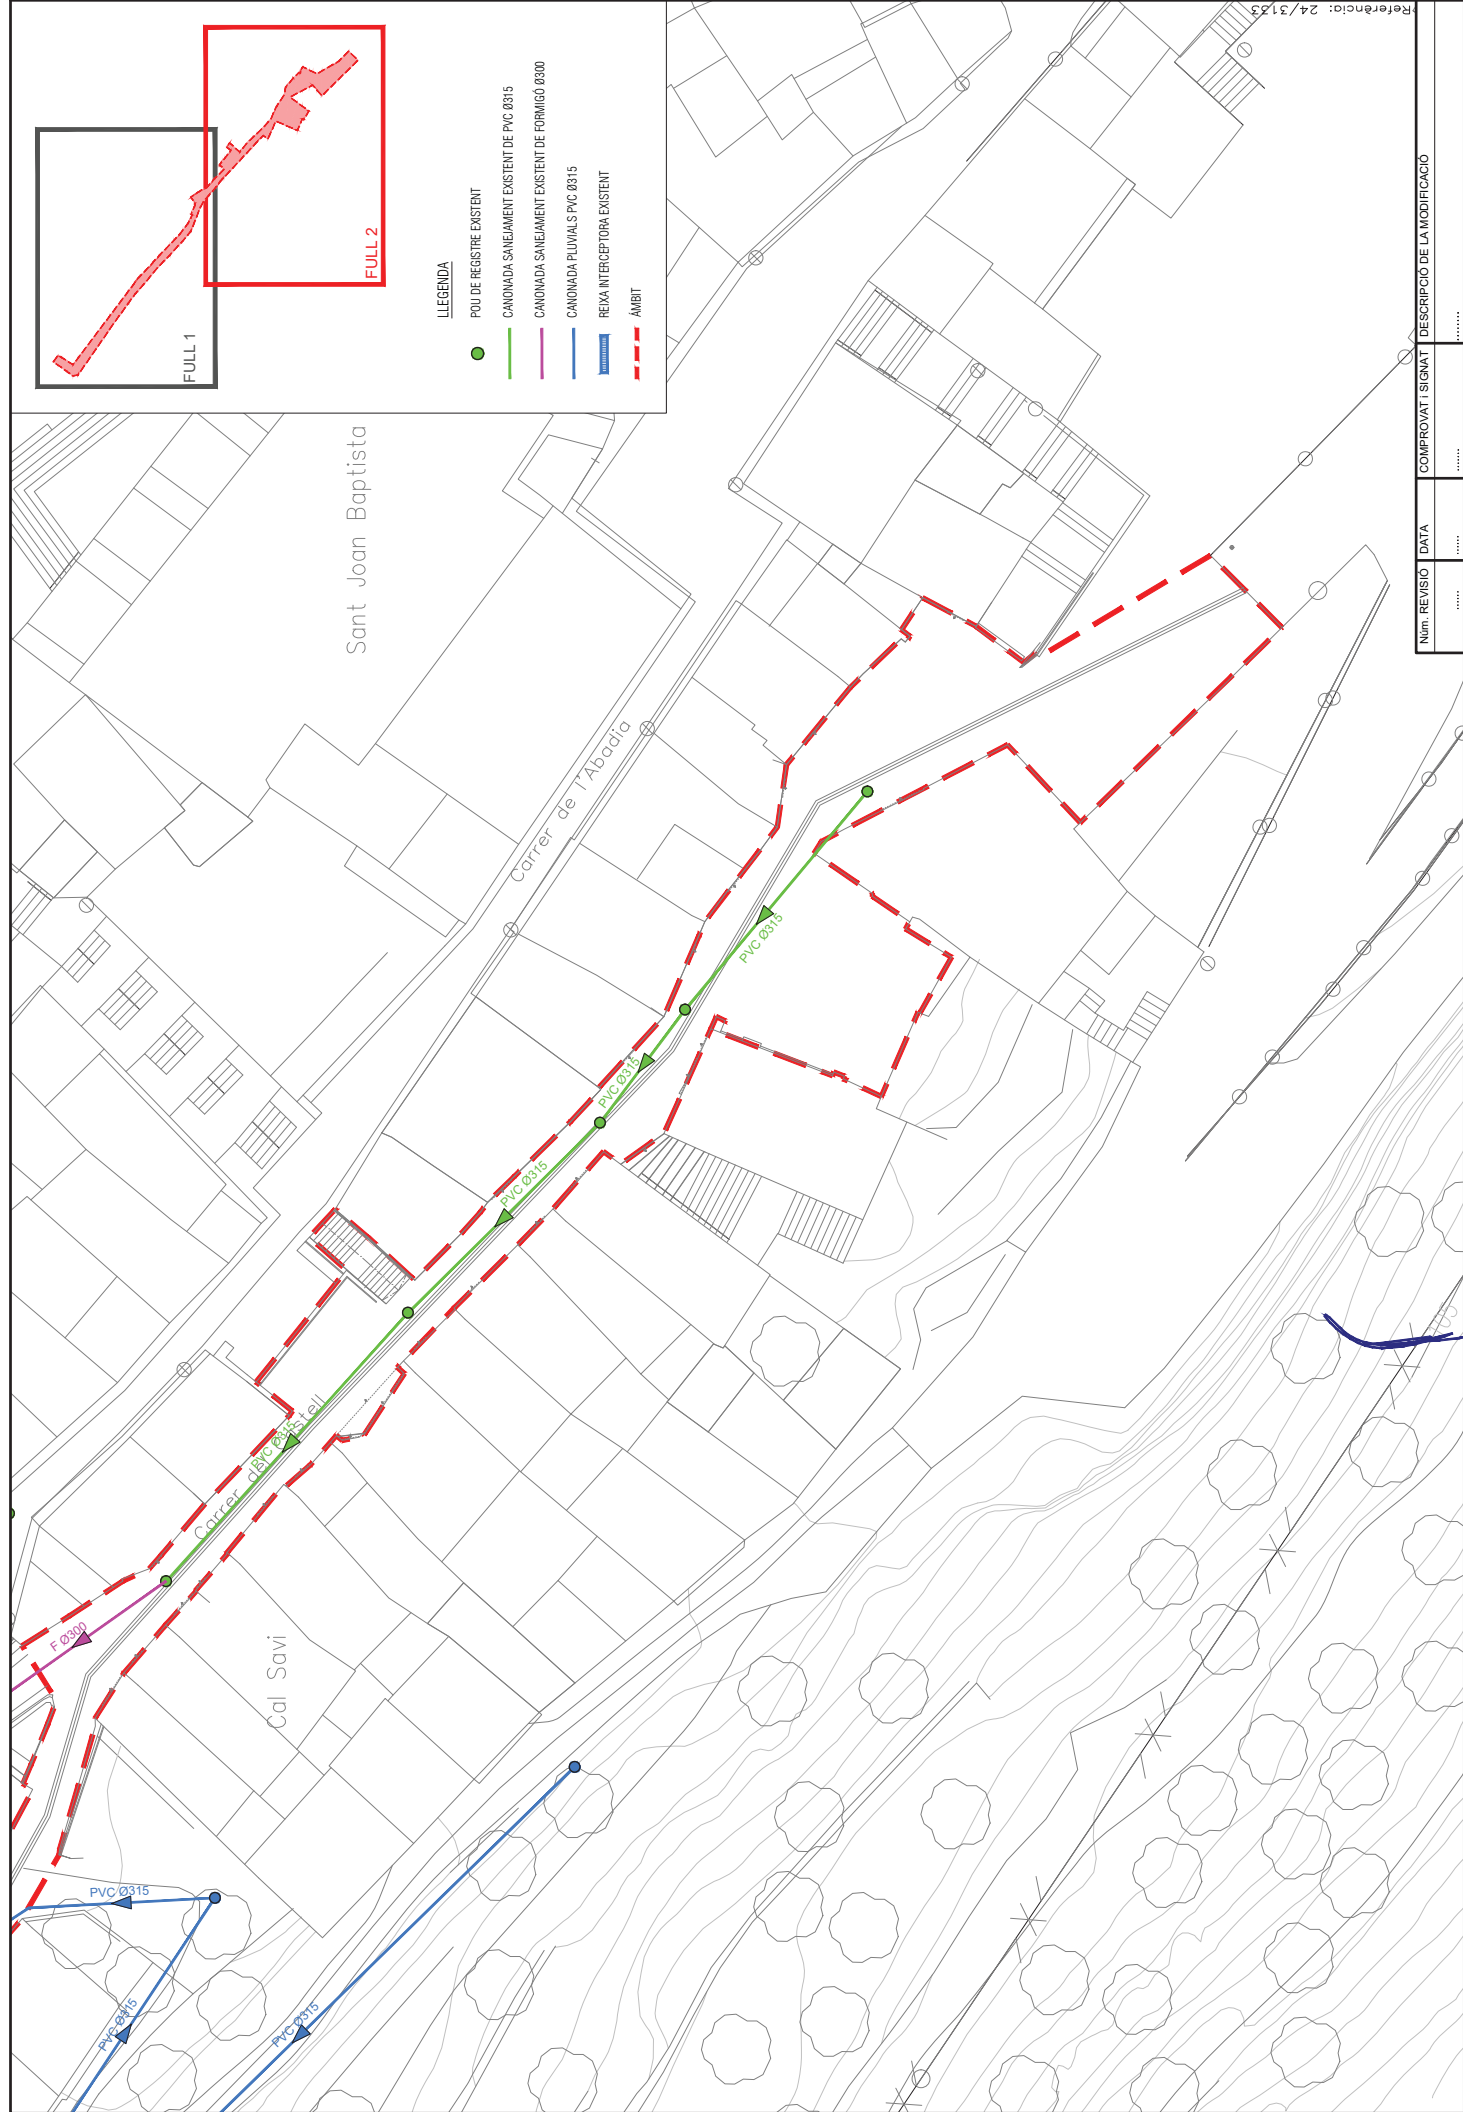 Referència: 24/3133
FULL 1
FULL 2
LLEGENDA
POU DE REGISTRE EXISTENT
CANONADA SANEJAMENT EXISTENT DE PVC Ø315
CANONADA SANEJAMENT EXISTENT DE FORMIGÓ Ø300
CANONADA PLUVIALS PVC Ø315
REIXA INTERCEPTORA EXISTENT
ÀMBIT
Sant Joan Baptista
Carrer de l'Abadia
PVC Ø315
PVC Ø315
PVC Ø315
PVC Ø315
Carrer del Castell
F Ø300
Cal Savi
PVC Ø315
PVC Ø315
PVC Ø315
Núm. REVISIÓ
DATA
COMPROVAT i SIGNAT
DESCRIPCIÓ DE LA MODIFICACIÓ
......
......
.......
.........